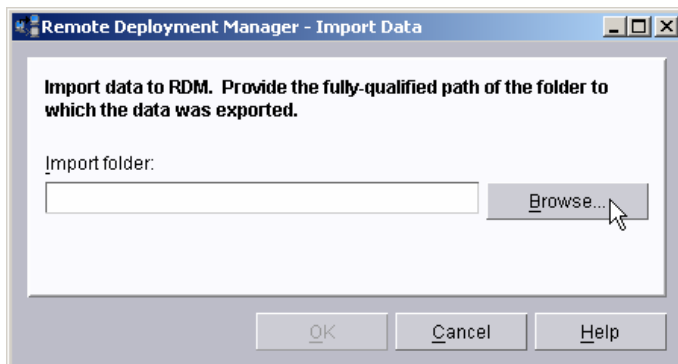 Remote Deployment Manager - Import Data
Import data to RDM. Provide the fully-qualified path of the folder to
which the data was exported.
Import folder:
Browse...
OK
Cancel
Help